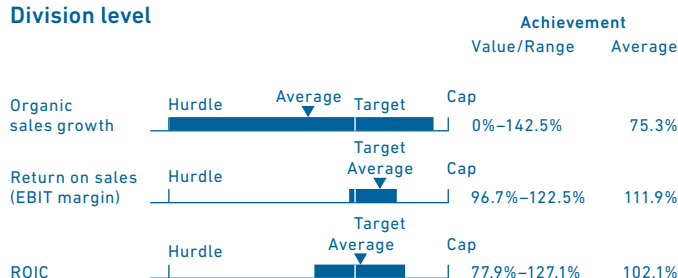 Division level
Achievement
Value/Range Average
Hurdle Average Target Cap
Organic
sales growth 0%–142.5% 75.3%
Target
Return on sales Hurdle Average Cap
(EBIT margin) 96.7%–122.5% 111.9%
Target
Hurdle Average Cap
ROIC 77.9%–127.1% 102.1%